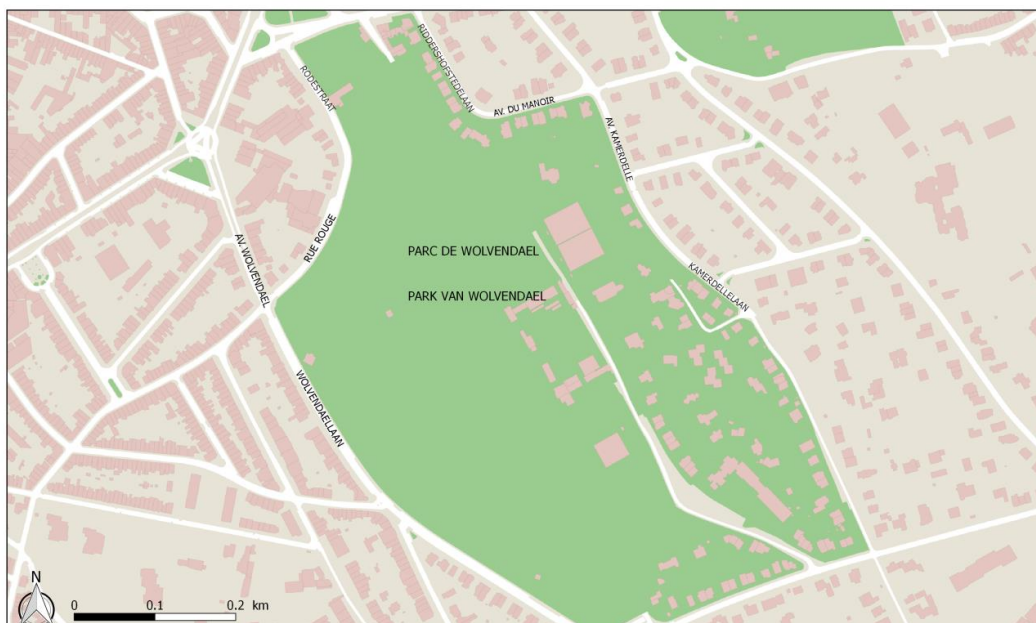 RIDDERSHOFSTEDELAAN
RODESTRAAT
AV. DU MANOIR
AV. KAMERDELLE
RUE ROUGE
AV. WOLVENDAEL
PARC DE WOLVENDAEL
KAMERDELLELAAN
PARK VAN WOLVENDAEL
WOLVENDAELLAAN
N
0 0.1 0.2 km